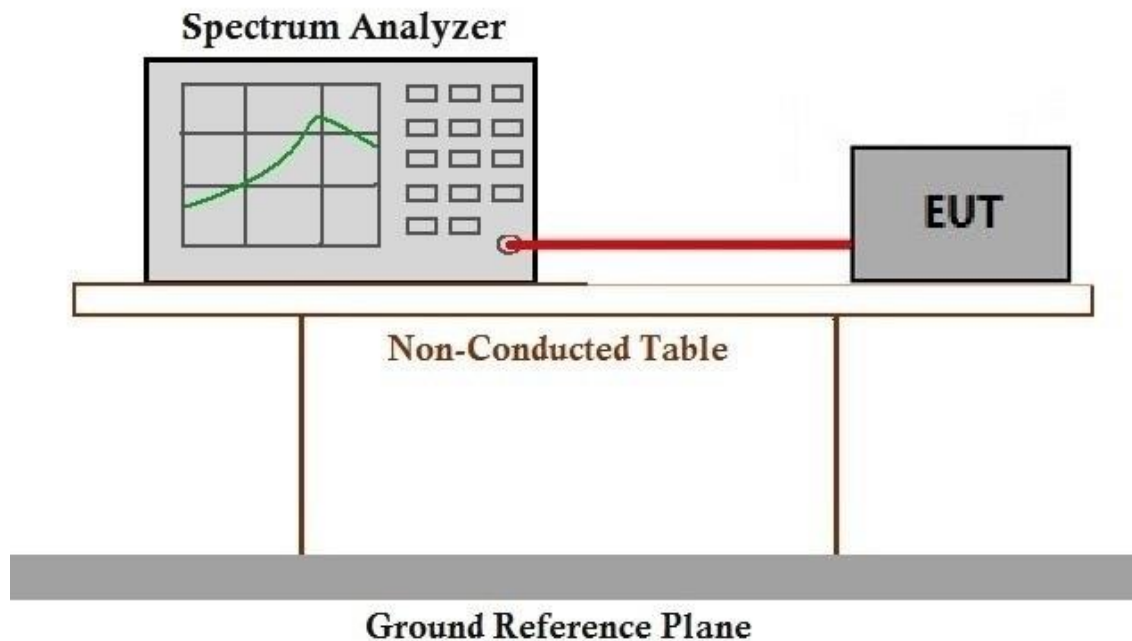 Spectrum Analyzer
EUT
Non-Conducted Table
Ground Reference Plane